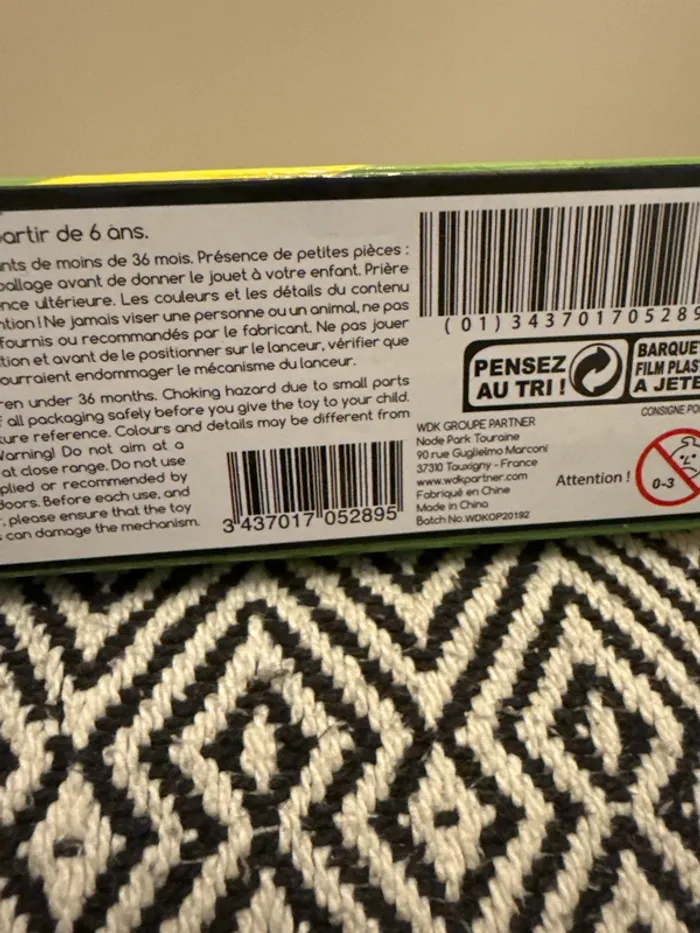 artir de 6 ans.
nts de moins de 36 mois. Présence de petites pièces :
ballage avant de donner le jouet à votre enfant. Prière
nce ultérieure. Les couleurs et les détails du contenu
ntion ! Ne jamais viser une personne ou un animal, ne pas
fournis ou recommandés par le fabricant. Ne pas jouer
tion et avant de le positionner sur le lanceur, vérifier que
ourraient endommager le mécanisme du lanceur.
ren under 36 months. Choking hazard due to small parts
f all packaging safely before you give the toy to your child.
ure reference. Colours and details may be different from
Warning! Do not aim at a
at close range. Do not use
plied or recommended by
doors. Before each use, and
, please ensure that the toy
s can damage the mechanism.
3 437017 052895
(01)343701705289
PENSEZ
AU TRI !
BARQUET
FILM PLAST
A JETE
CONSIGNE PO
WDK GROUPE PARTNER
Node Park Touraine
90 rue Guglielmo Marconi
37310 Tauxigny - France
www.wdkpartner.com
Fabriqué en Chine
Made in China
Batch No.WDKOP20192
Attention !
0-3